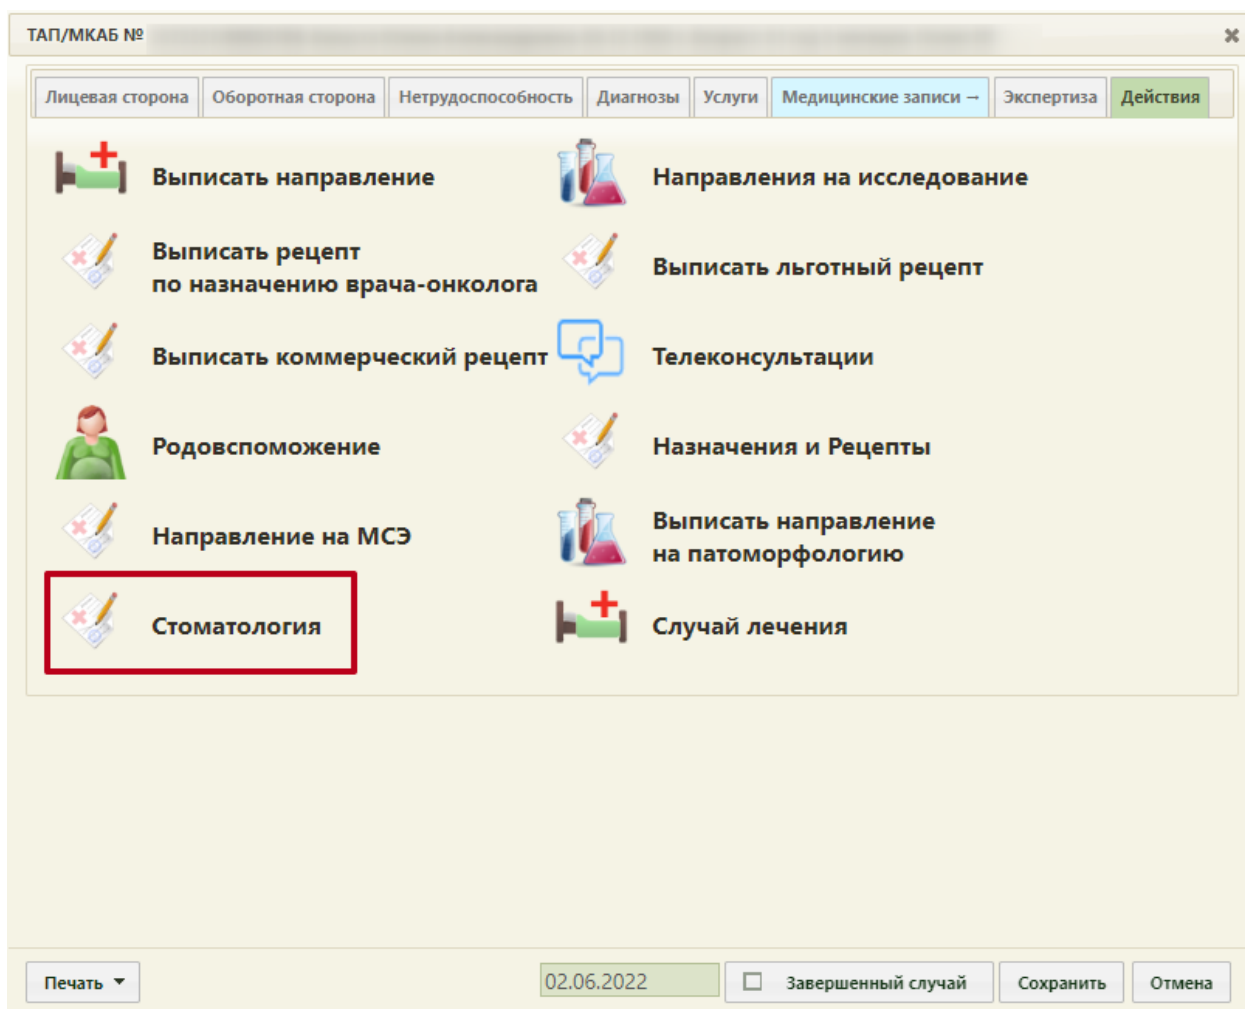 ТАП/МКАБ №
Лицевая сторона Оборотная сторона Нетрудоспособность Диагнозы Услуги Медицинские записи – Экспертиза Действия
Выписать направление
Направления на исследование
Выписать рецепт
по назначению врача-онколога
Выписать льготный рецепт
Выписать коммерческий рецепт
Телеконсультации
Родовспоможение
Назначения и Рецепты
Направление на МСЭ
Выписать направление
на патоморфологию
Стоматология
Случай лечения
Печать
02.06.2022
Завершенный случай
Сохранить
Отмена